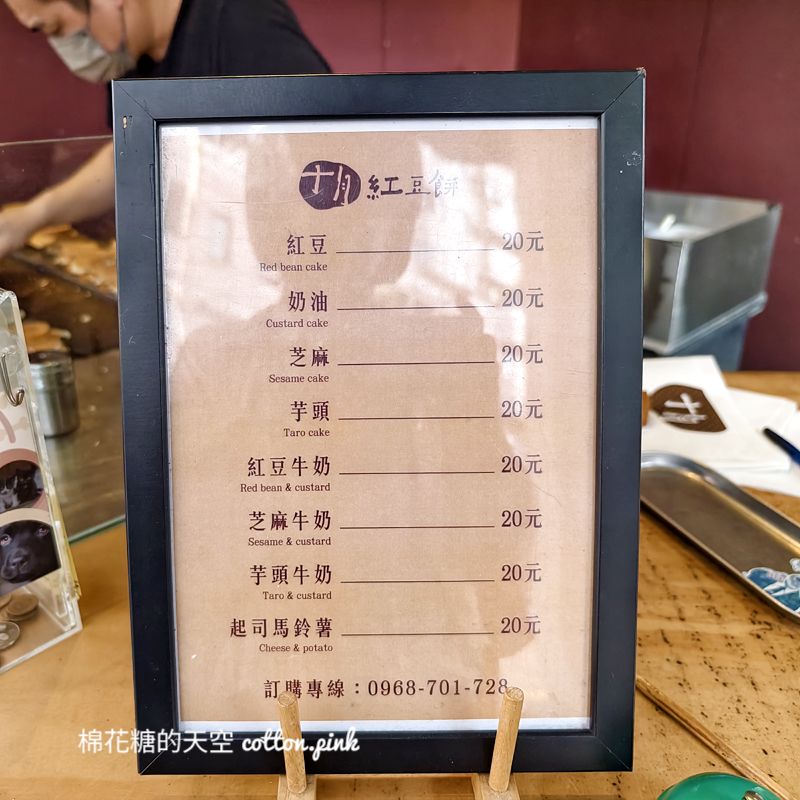 十月 紅豆餅
紅豆 20元
Red bean cake
奶油 20元
Custard cake
芝麻 20元
Sesame cake
芋頭 20元
Taro cake
紅豆牛奶 20元
Red bean & custard
芝麻牛奶 20元
Sesame & custard
芋頭牛奶 20元
Taro & custard
起司馬鈴薯 20元
Cheese & potato
訂購專線：0968-701-728
棉花糖的天空 cotton.pink